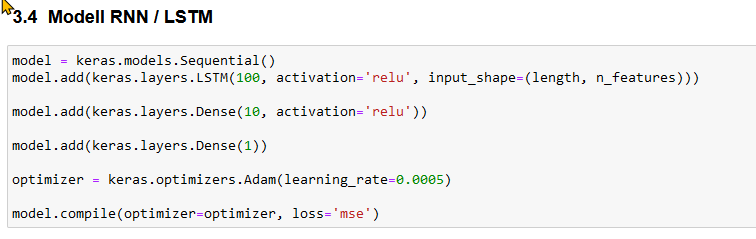 3.4 Modell RNN / LSTM
model = keras.models.Sequential()
model.add(keras.layers.LSTM(100, activation='relu', input_shape=(length, n_features)))
model.add(keras.layers.Dense(10, activation='relu'))
model.add(keras.layers.Dense(1))
optimizer = keras.optimizers.Adam(learning_rate=0.0005)
model.compile(optimizer=optimizer, loss='mse')